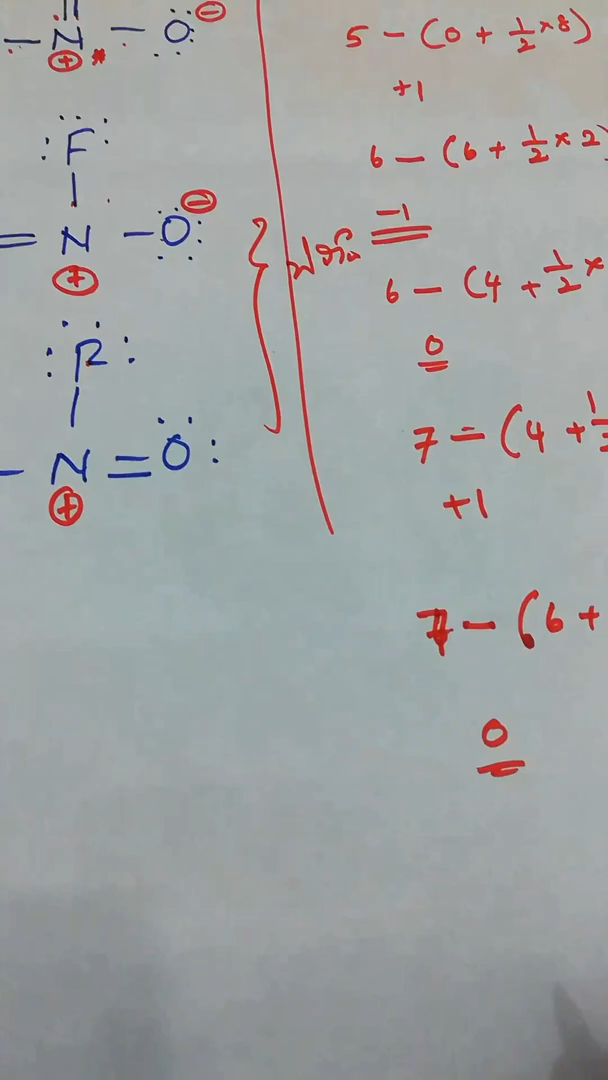 — N — O ⊖
⊕ *
F
= N — O ⊖
⊕
F
— N = O
⊕
5 — (0 + 1/2 × 8)
+1
6 — (6 + 1/2 × 2)
-1
6 — (4 + 1/2 ×
0
7 — (4 + 1/2
+1
7 — (6 +
0